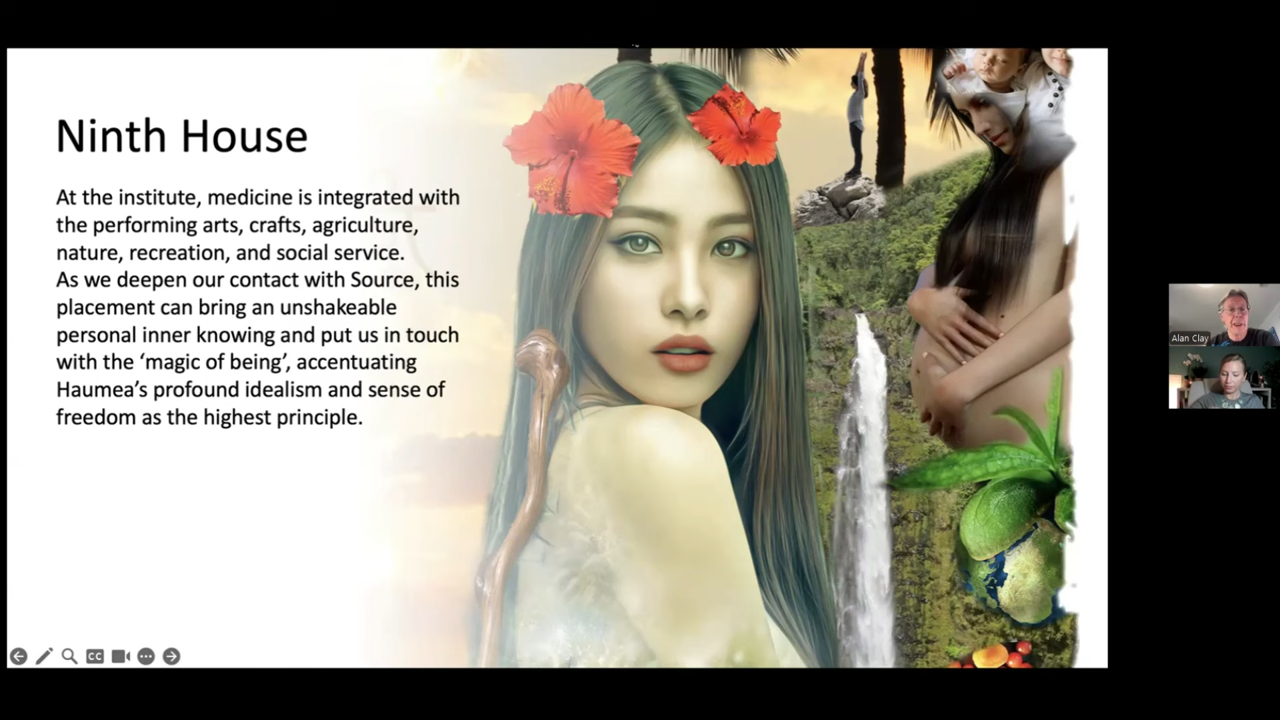 Ninth House
At the institute, medicine is integrated with
the performing arts, crafts, agriculture,
nature, recreation, and social service.
As we deepen our contact with Source, this
placement can bring an unshakeable
personal inner knowing and put us in touch
with the ‘magic of being’, accentuating
Haumea’s profound idealism and sense of
freedom as the highest principle.
Alan Clay
CC